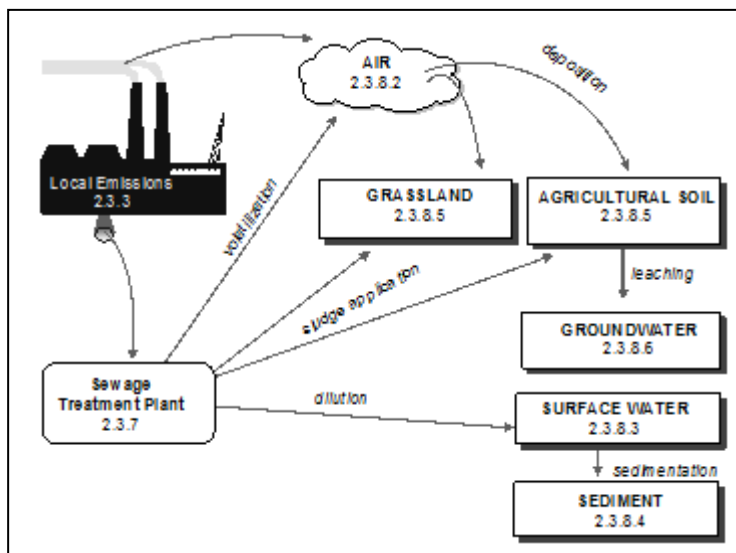 AIR
2.3.8.2
deposition
Local Emissions
2.3.3
GRASSLAND
2.3.8.5
AGRICULTURAL SOIL
2.3.8.5
volatilization
sludge application
leaching
GROUNDWATER
2.3.8.6
Sewage
Treatment Plant
2.3.7
dilution
SURFACE WATER
2.3.8.3
sedimentation
SEDIMENT
2.3.8.4